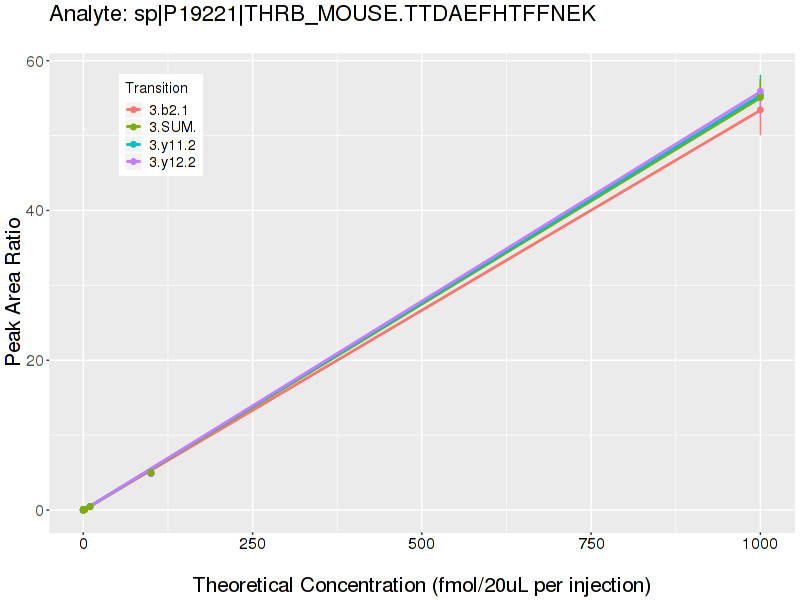 Analyte: sp|P19221|THRB_MOUSE.TTDAEFHTFFNEK
Transition
3.b2.1
3.SUM.
3.y11.2
3.y12.2
Peak Area Ratio
60
40
20
0
0 250 500 750 1000
Theoretical Concentration (fmol/20uL per injection)